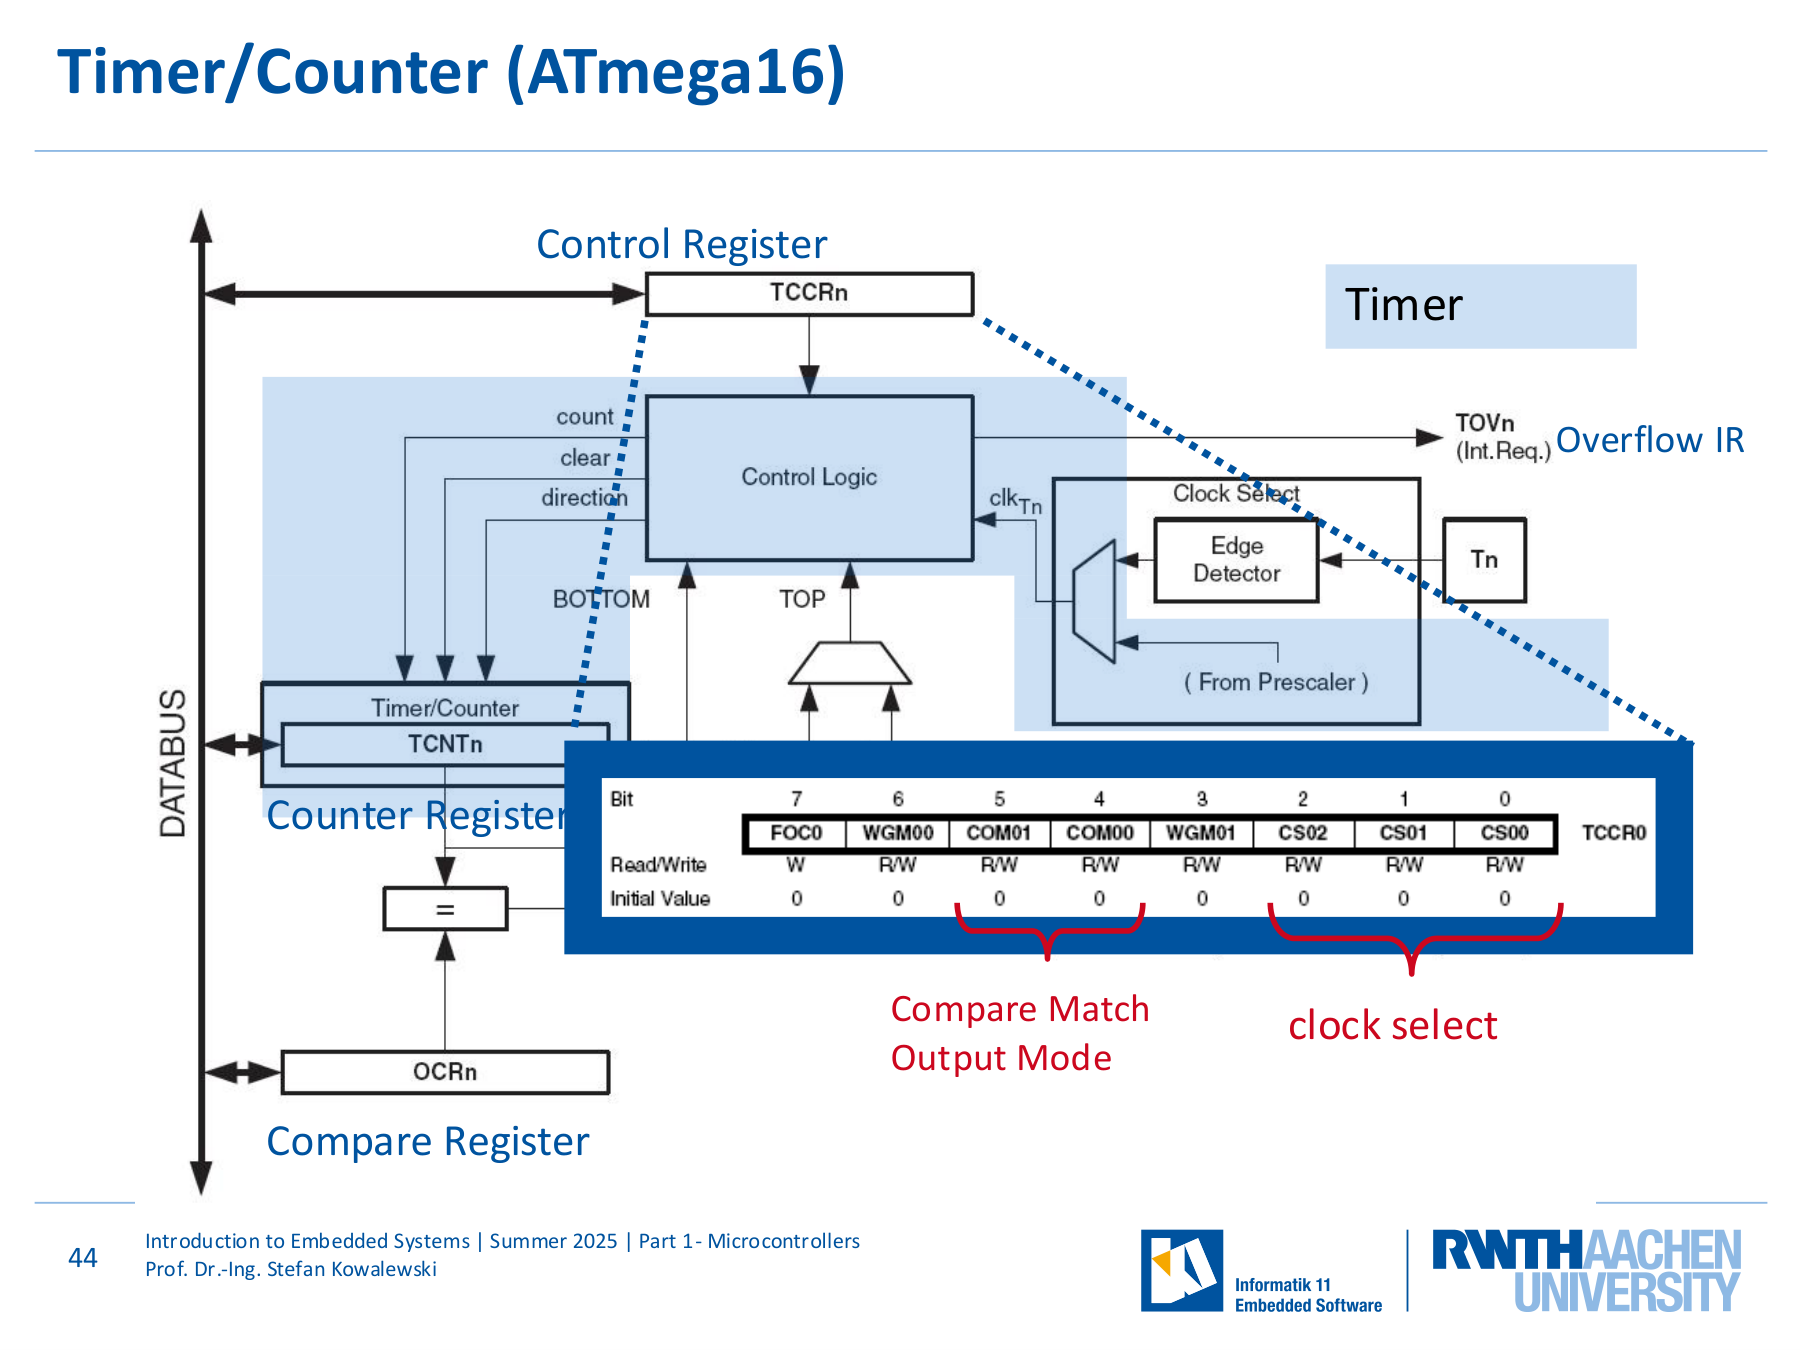 Timer/Counter (ATmega16)
Control Register
TCCRn
Timer
count
clear
direction
Control Logic
TOVn
(Int.Req.)
Overflow IR
clkTn
Clock Select
Edge
Detector
Tn
BOTTOM
TOP
( From Prescaler )
DATABUS
Timer/Counter
TCNTn
Counter Register
Bit 7 6 5 4 3 2 1 0
FOC0 WGM00 COM01 COM00 WGM01 CS02 CS01 CS00 TCCR0
Read/Write W R/W R/W R/W R/W R/W R/W R/W
Initial Value 0 0 0 0 0 0 0 0
=
Compare Match
Output Mode
clock select
OCRn
Compare Register
44
Introduction to Embedded Systems | Summer 2025 | Part 1- Microcontrollers
Prof. Dr.-Ing. Stefan Kowalewski
Informatik 11
Embedded Software
RWTHAACHEN
UNIVERSITY